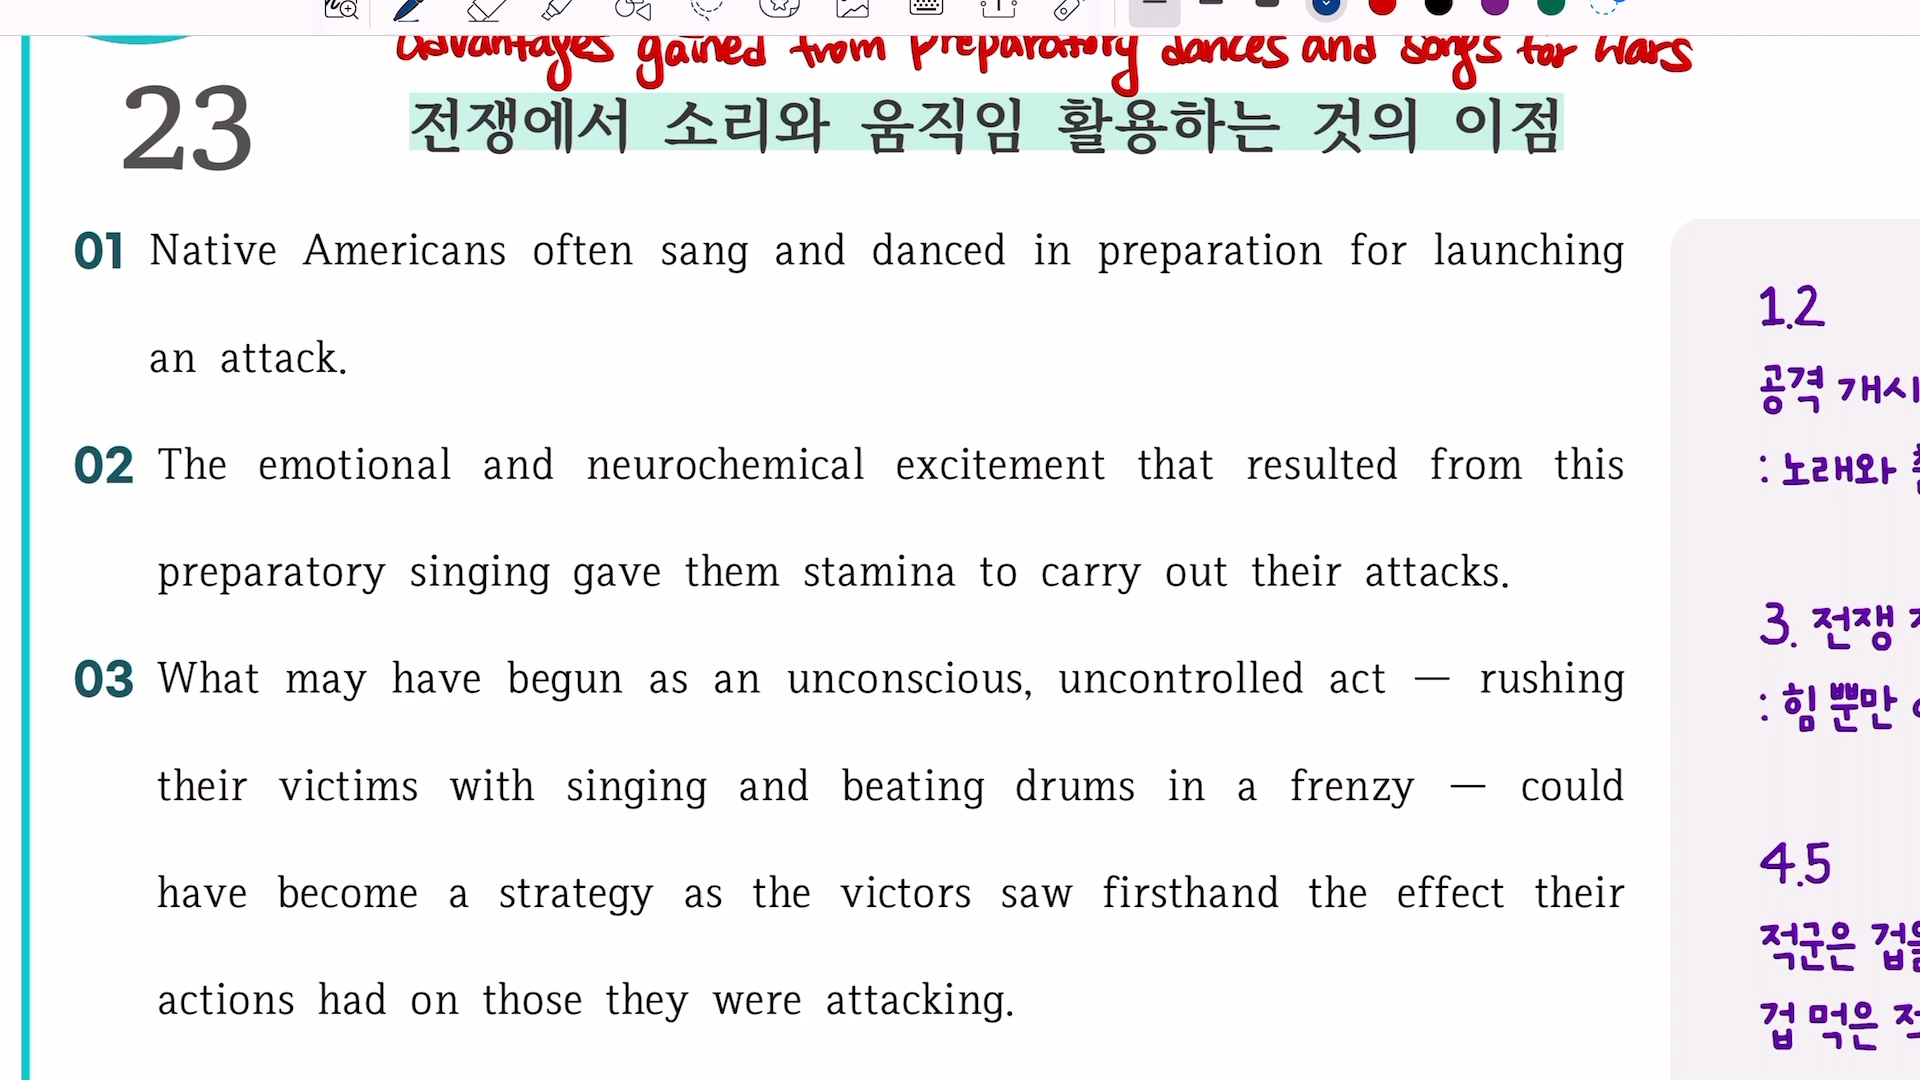 advantages gained from preparatory dances and songs for wars
23
전쟁에서 소리와 움직임 활용하는 것의 이점
01 Native Americans often sang and danced in preparation for launching
an attack.
02 The emotional and neurochemical excitement that resulted from this
preparatory singing gave them stamina to carry out their attacks.
03 What may have begun as an unconscious, uncontrolled act — rushing
their victims with singing and beating drums in a frenzy — could
have become a strategy as the victors saw firsthand the effect their
actions had on those they were attacking.
1.2
공격 개시
: 노래와
3. 전쟁
: 힘 뿐만
4.5
적군은
겁 먹은